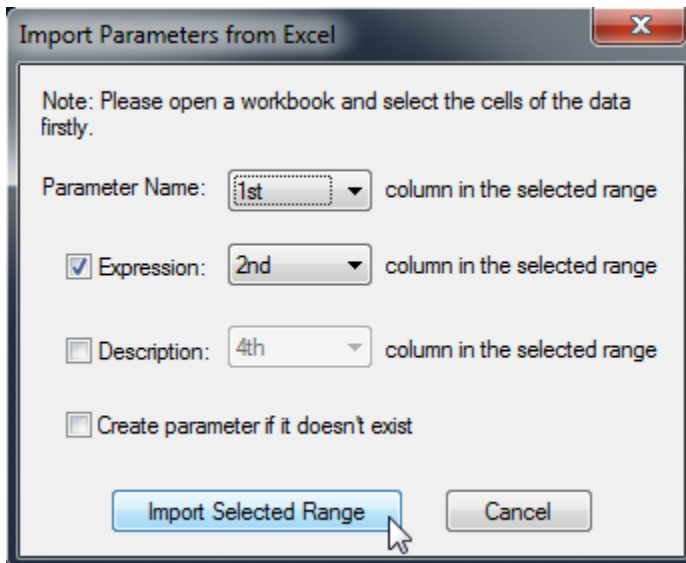 Import Parameters from Excel
Note: Please open a workbook and select the cells of the data
firstly.
Parameter Name: 1st column in the selected range
Expression: 2nd column in the selected range
Description: 4th column in the selected range
Create parameter if it doesn't exist
Import Selected Range Cancel